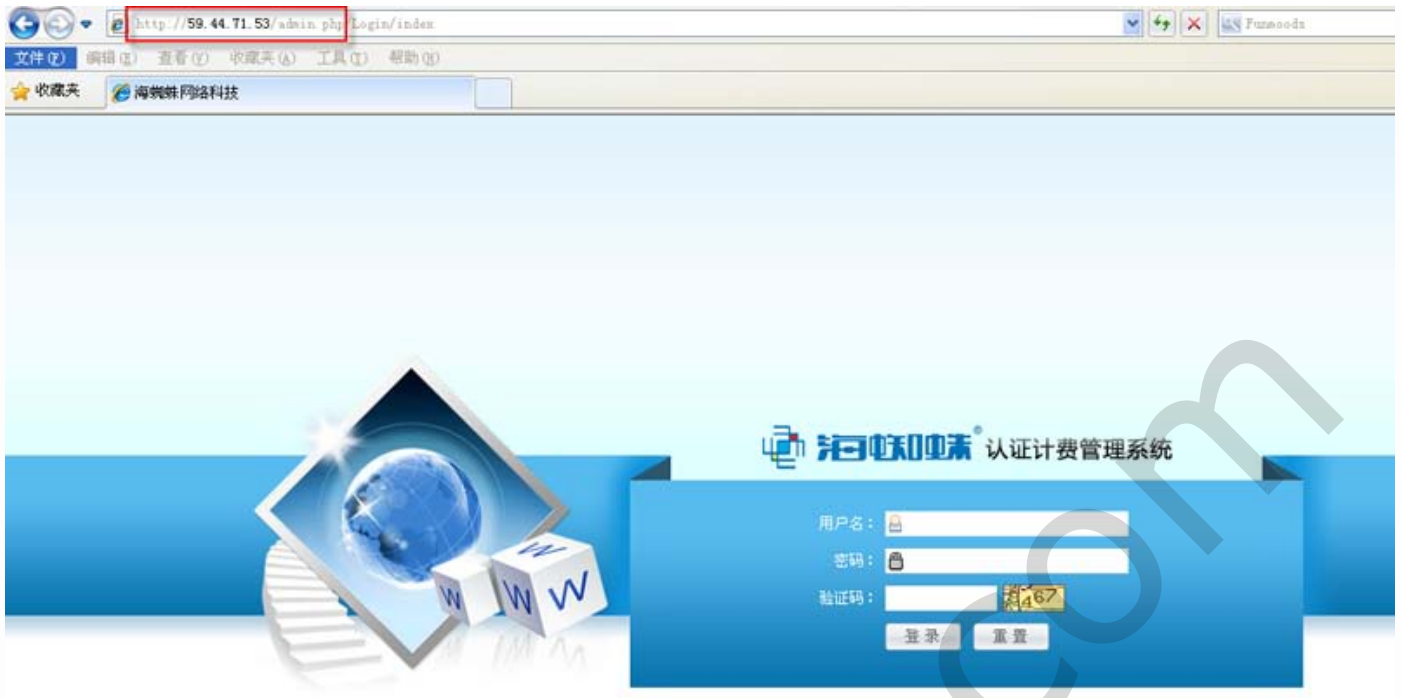 http://59.44.71.53/admin.php/Login/index
Funmoods
文件(F) 编辑(E) 查看(V) 收藏夹(A) 工具(T) 帮助(H)
收藏夹 海蜘蛛网络科技
海蜘蛛® 认证计费管理系统
用户名：
密码：
验证码：
登录 重置
W W W W
com